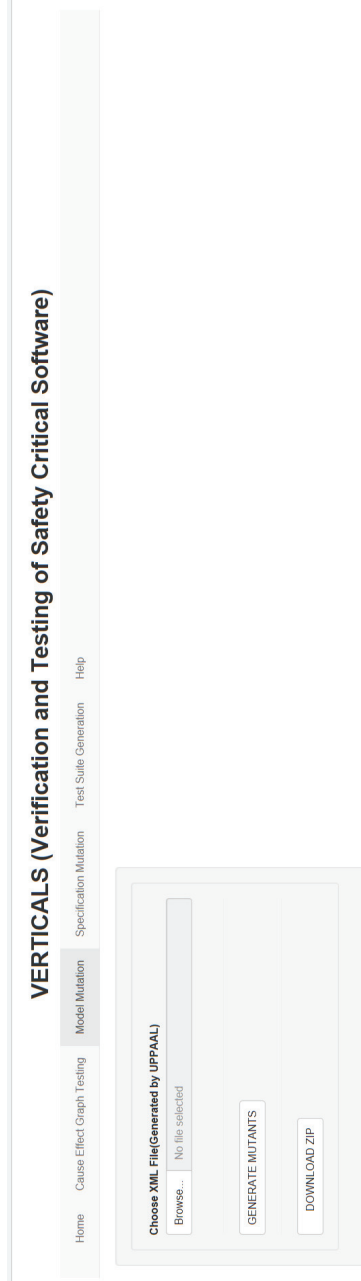 VERTICALS (Verification and Testing of Safety Critical Software)
Home Cause Effect Graph Testing Model Mutation Specification Mutation Test Suite Generation Help
Choose XML File(Generated by UPPAAL)
Browse... No file selected
GENERATE MUTANTS
DOWNLOAD ZIP